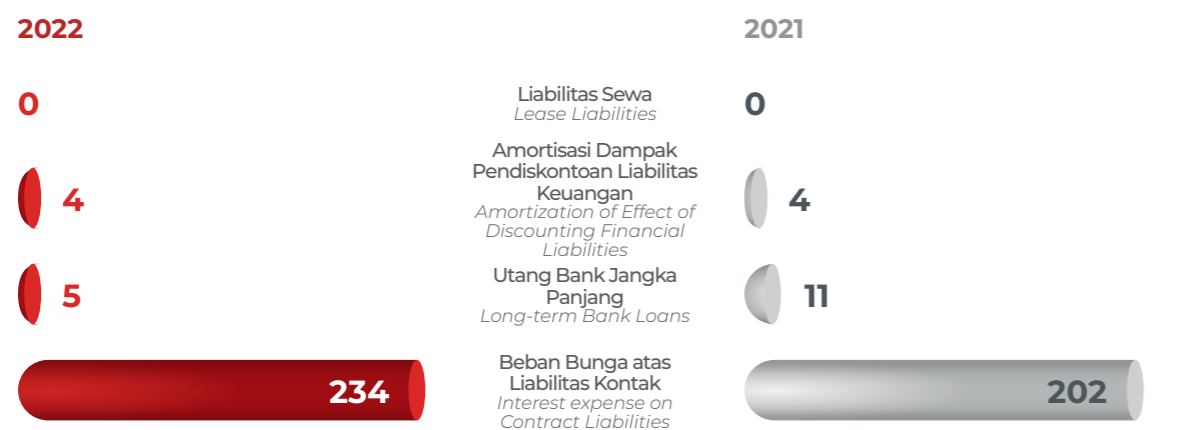 2022
2021
0
Liabilitas Sewa
Lease Liabilities
0
4
Amortisasi Dampak
Pendiskontoan Liabilitas
Keuangan
Amortization of Effect of
Discounting Financial
Liabilities
4
5
Utang Bank Jangka
Panjang
Long-term Bank Loans
11
234
Beban Bunga atas
Liabilitas Kontak
Interest expense on
Contract Liabilities
202